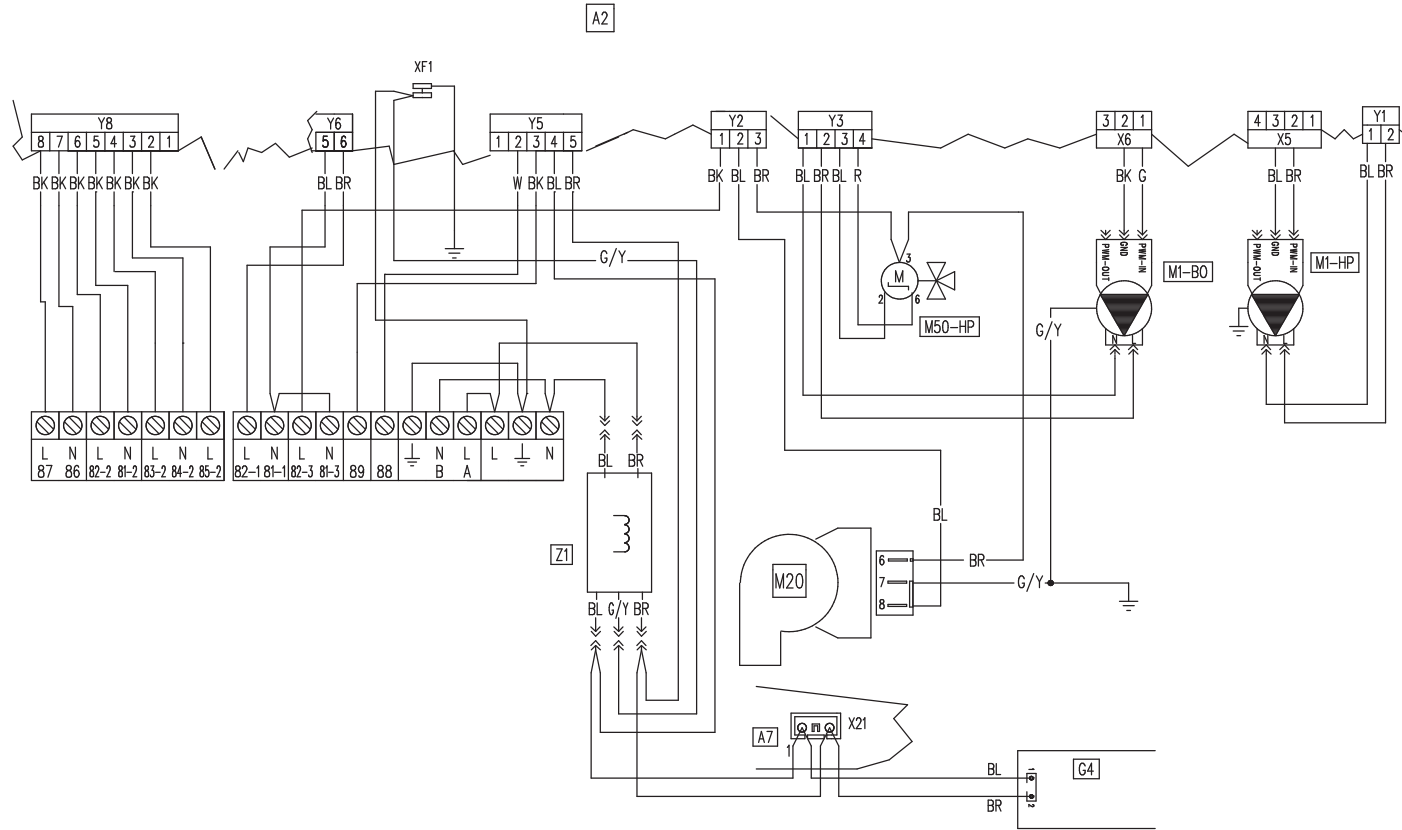 A2
XF1
Y8
8 7 6 5 4 3 2 1
Y6
5 6
Y5
1 2 3 4 5
Y2
1 2 3
Y3
1 2 3 4
3 2 1
X6
4 3 2 1
X5
Y1
1 2
BK BK BK BK BK BK BK
BL BR
W BK BL BR
BK BL BR
BL BR BL R
BK G
BL BR
BL BR
G/Y
3
M
2 6
M50-HP
PWM-OUT GND PWM-IN
M1-BO
PWM-OUT GND PWM-IN
M1-HP
G/Y
N L
N L
L N L N L N L
87 86 82-2 81-2 83-2 84-2 85-2
L N L N
82-1 81-1 82-3 81-3 89 88
N L L N
B A
BL BR
Z1
BL G/Y BR
BL
M20
6
7
8
BR
G/Y
A7
X21
1
BL
BR
1
2
G4